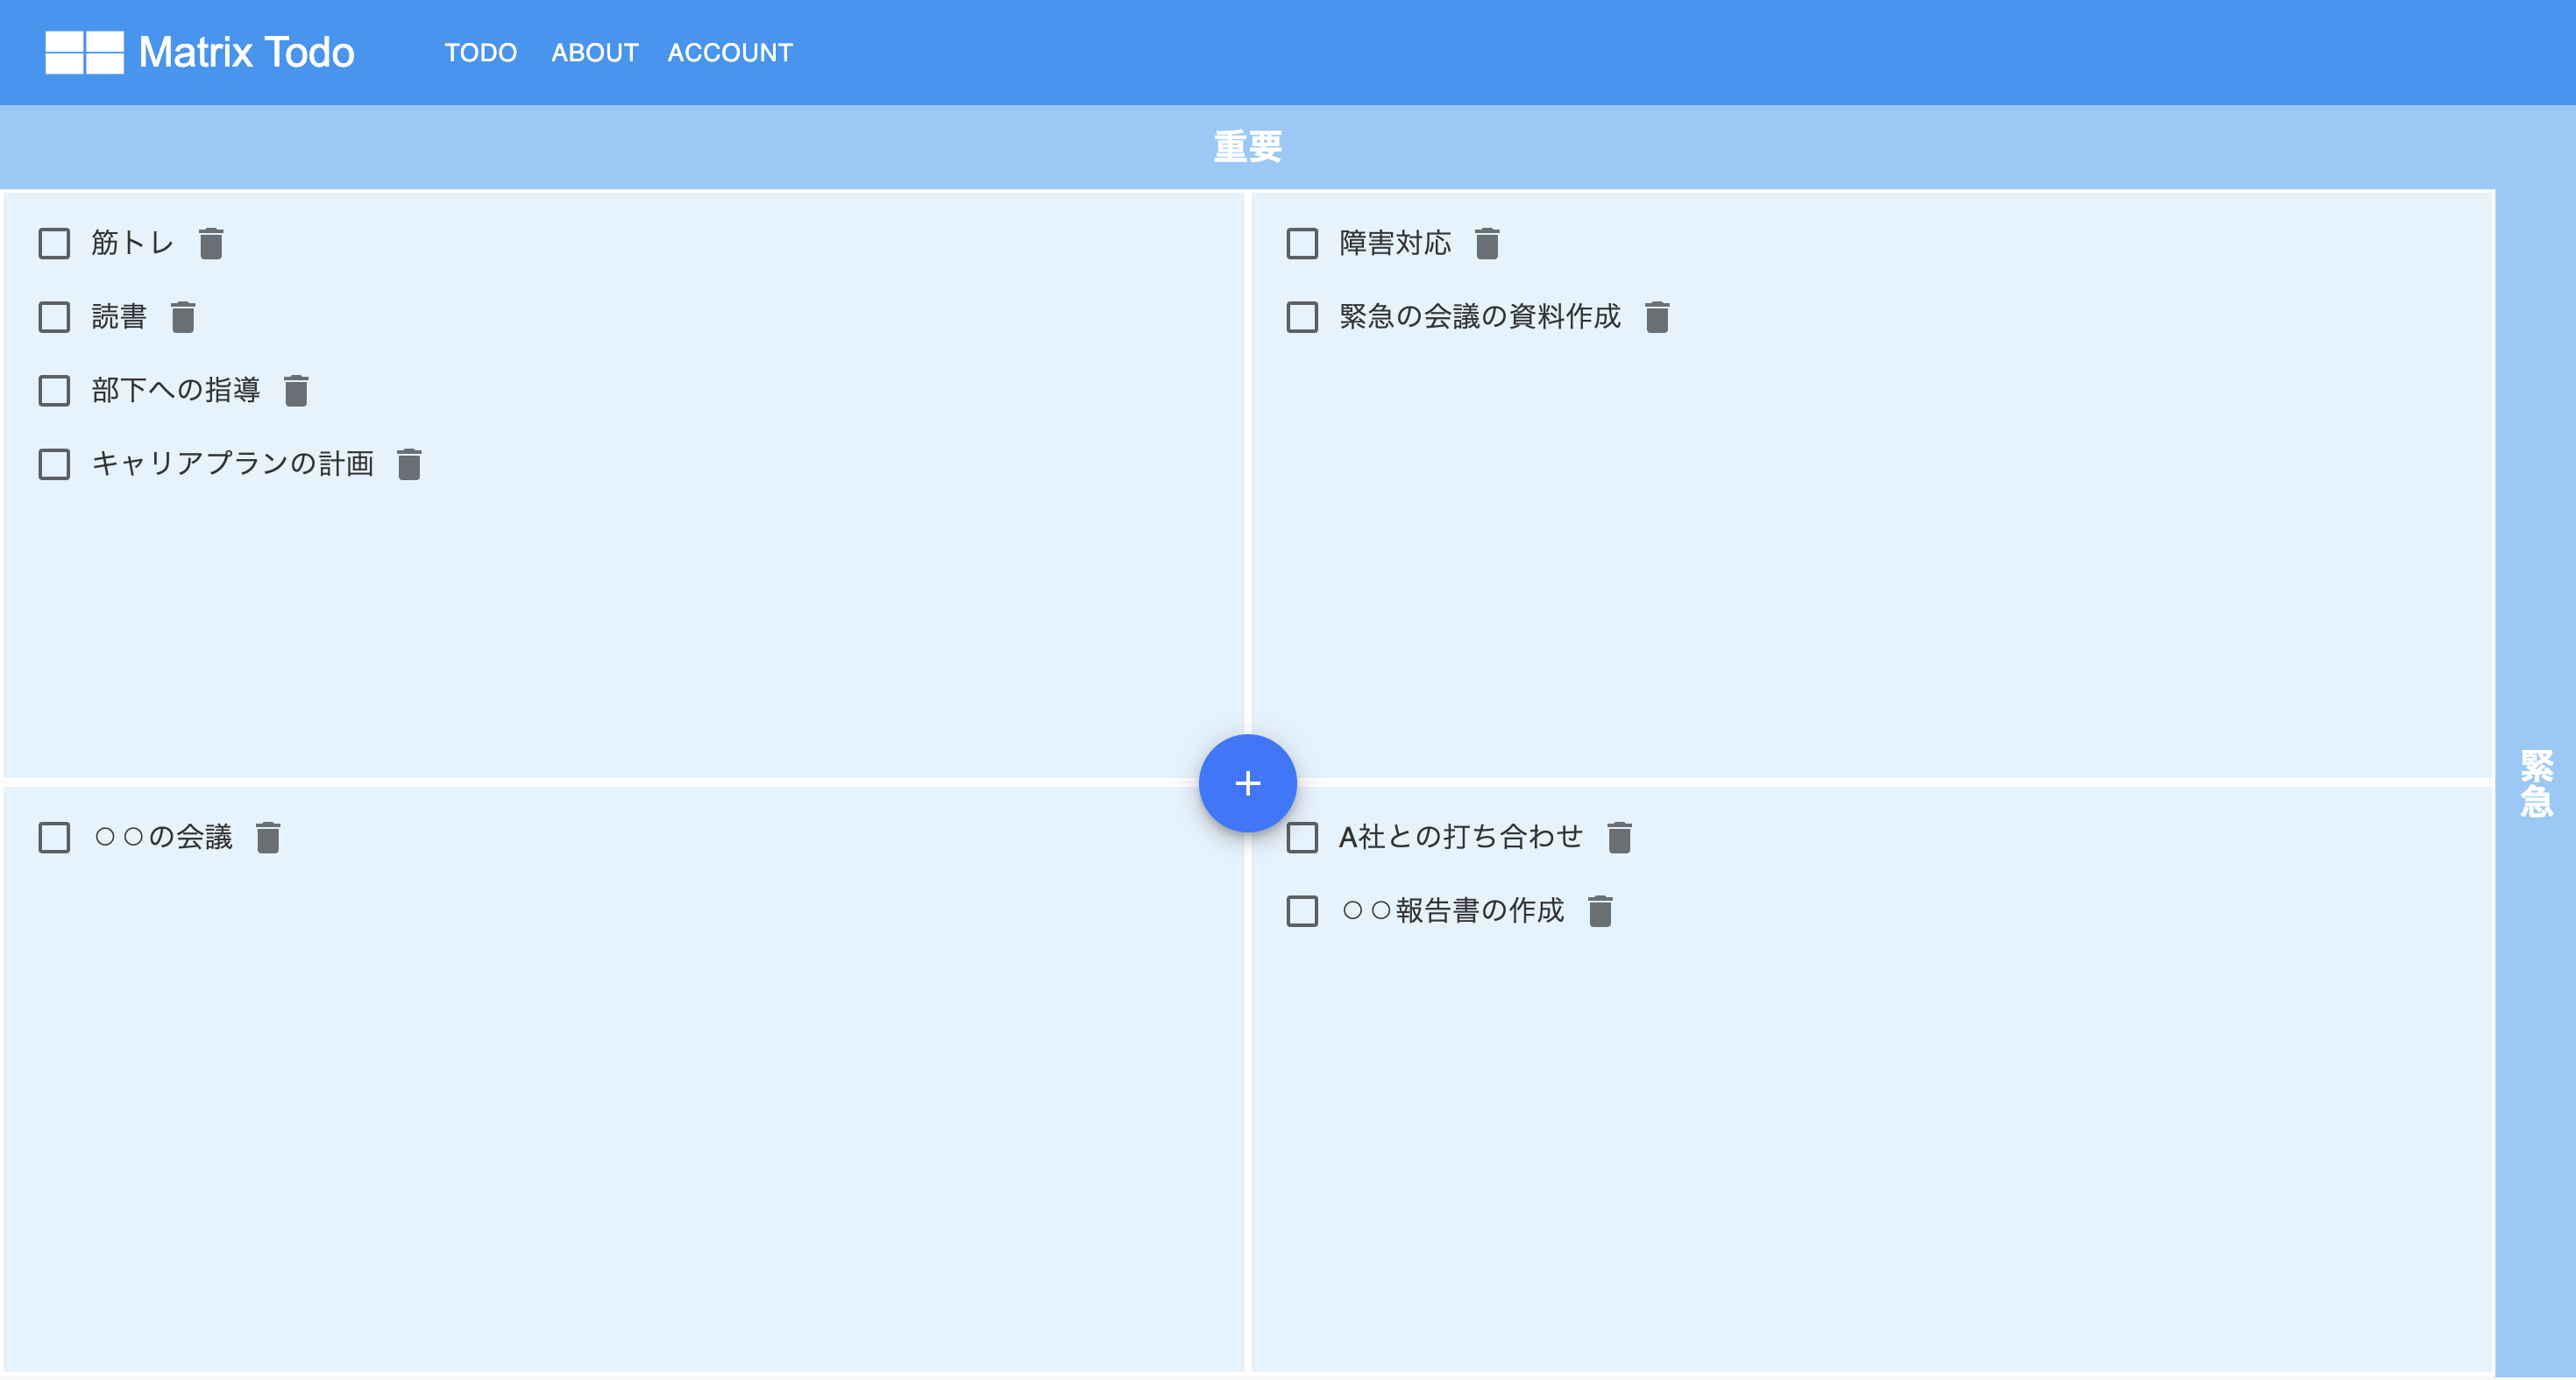 Matrix Todo
TODO ABOUT ACCOUNT
重要
筋トレ
読書
部下への指導
キャリアプランの計画
障害対応
緊急の会議の資料作成
緊急
○○の会議
A社との打ち合わせ
○○報告書の作成